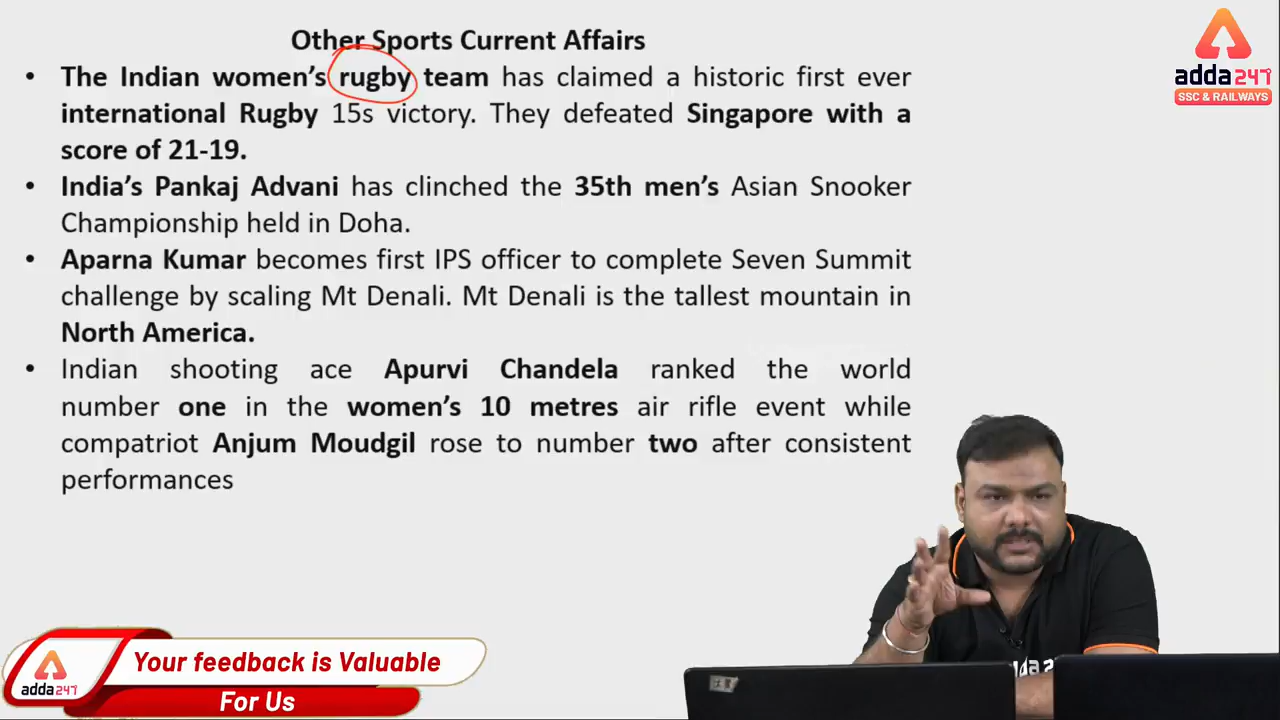 Other Sports Current Affairs
• The Indian women's rugby team has claimed a historic first ever
international Rugby 15s victory. They defeated Singapore with a
score of 21-19.
• India's Pankaj Advani has clinched the 35th men's Asian Snooker
Championship held in Doha.
• Aparna Kumar becomes first IPS officer to complete Seven Summit
challenge by scaling Mt Denali. Mt Denali is the tallest mountain in
North America.
• Indian shooting ace Apurvi Chandela ranked the world
number one in the women's 10 metres air rifle event while
compatriot Anjum Moudgil rose to number two after consistent
performances
adda247
SSC & RAILWAYS
adda247
Your feedback is Valuable
For Us